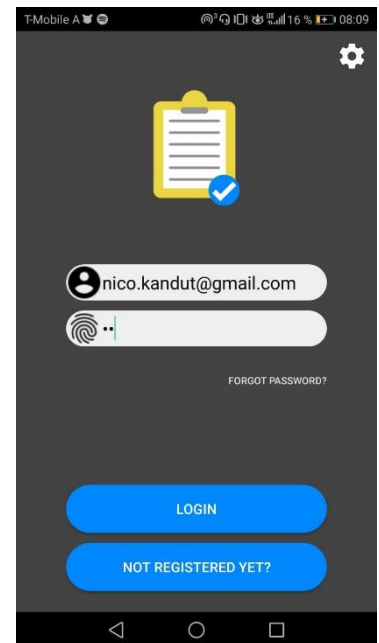 T-Mobile A 16 % 08:09
nico.kandut@gmail.com
FORGOT PASSWORD?
LOGIN
NOT REGISTERED YET?